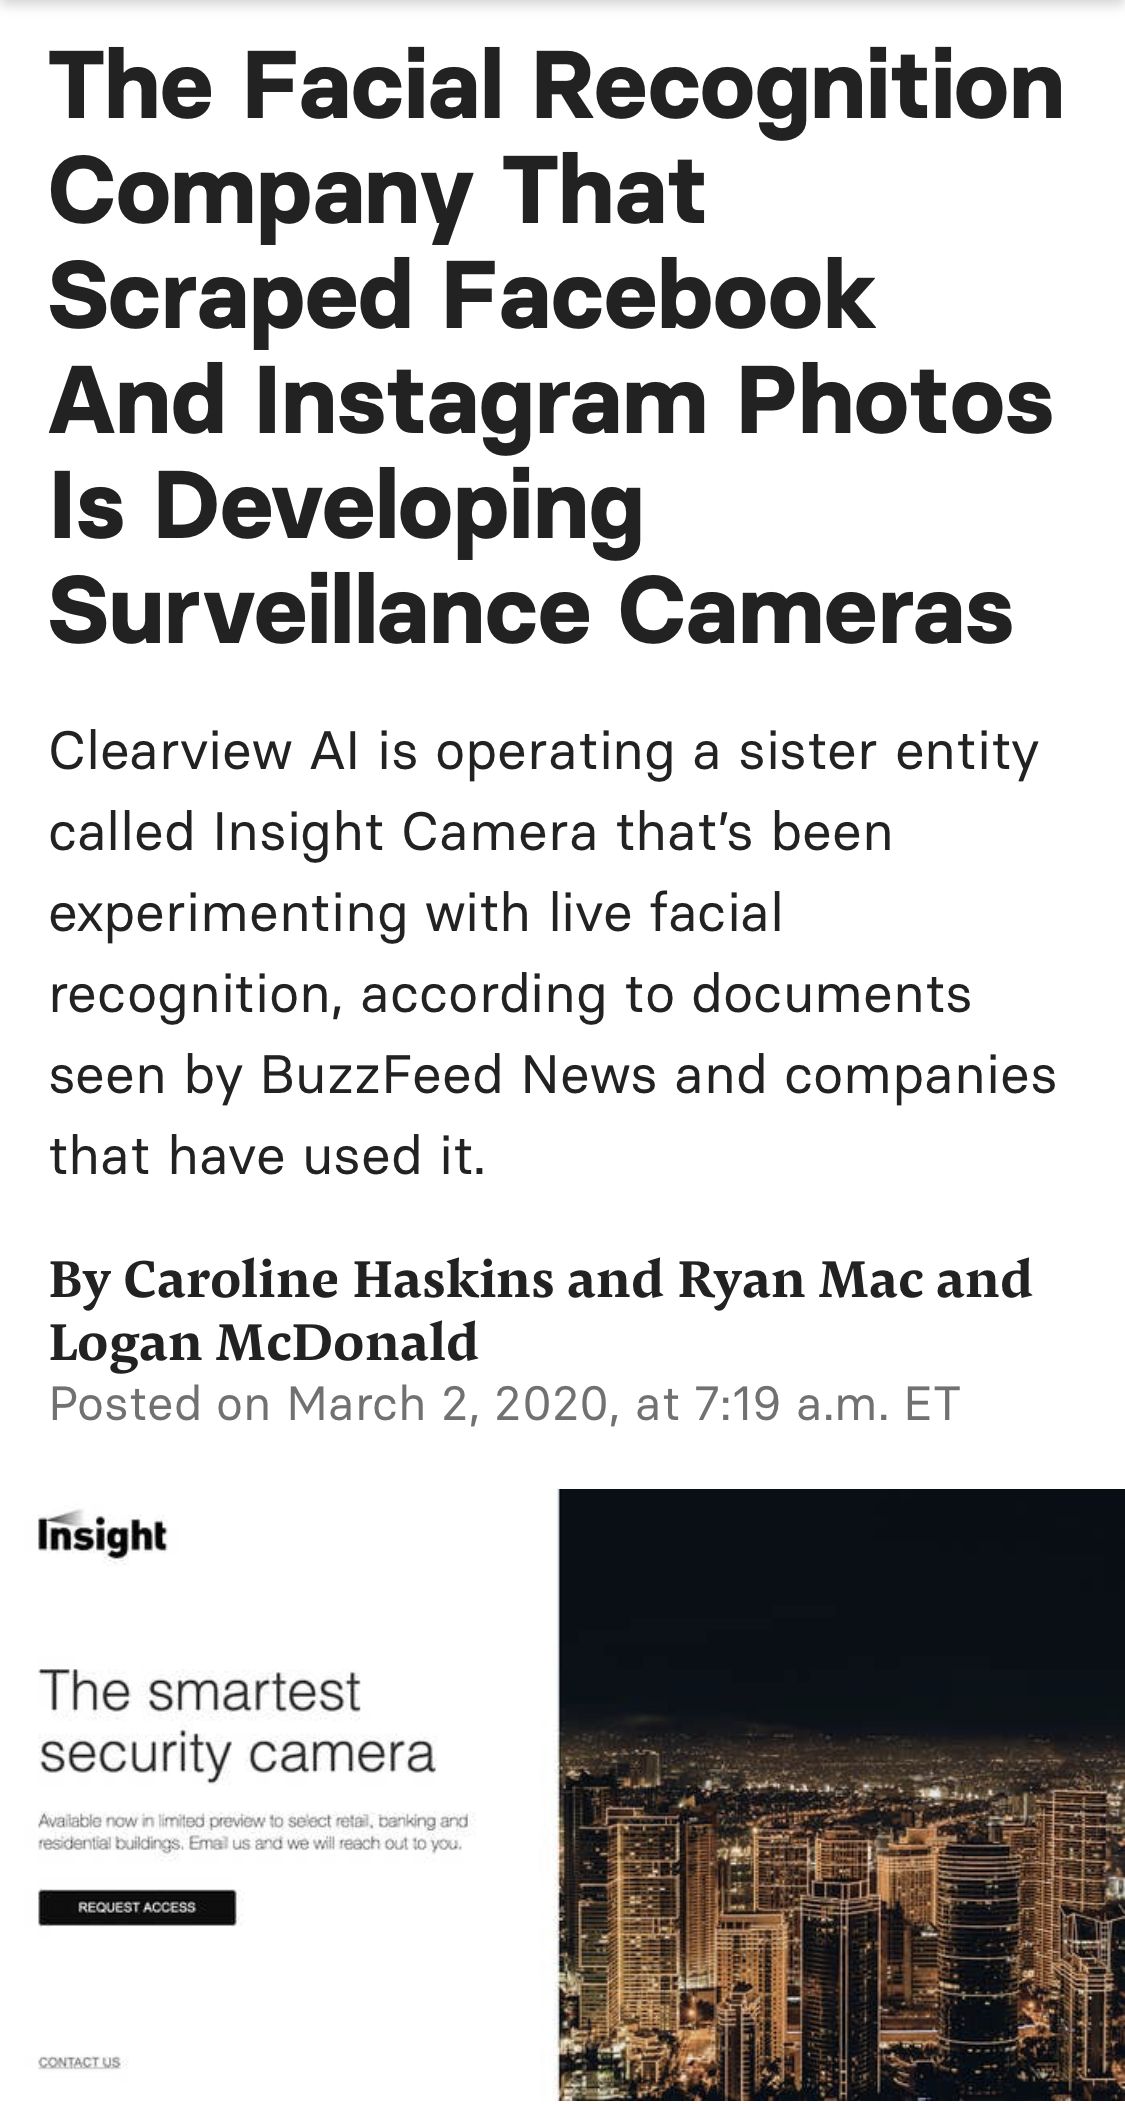 The Facial Recognition
Company That
Scraped Facebook
And Instagram Photos
Is Developing
Surveillance Cameras
Clearview AI is operating a sister entity
called Insight Camera that’s been
experimenting with live facial
recognition, according to documents
seen by BuzzFeed News and companies
that have used it.
By Caroline Haskins and Ryan Mac and
Logan McDonald
Posted on March 2, 2020, at 7:19 a.m. ET
Insight
The smartest
security camera
Available now in limited preview to select retail, banking and
residential buildings. Email us and we will reach out to you.
REQUEST ACCESS
CONTACT US